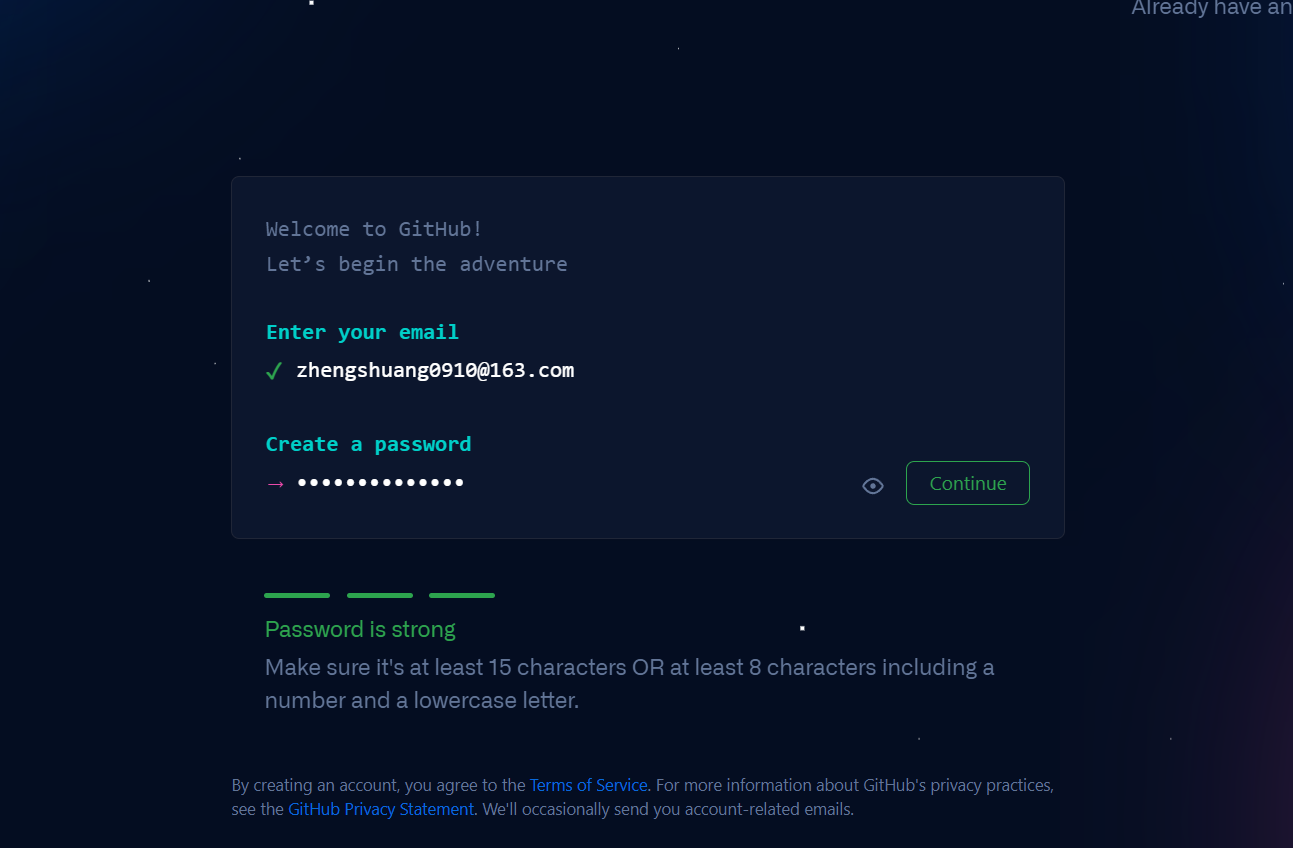 Already have an
Welcome to GitHub!
Let’s begin the adventure
Enter your email
✓ zhengshuang0910@163.com
Create a password
→ ••••••••••••••
Continue
Password is strong
Make sure it's at least 15 characters OR at least 8 characters including a
number and a lowercase letter.
By creating an account, you agree to the Terms of Service. For more information about GitHub's privacy practices,
see the GitHub Privacy Statement. We'll occasionally send you account-related emails.